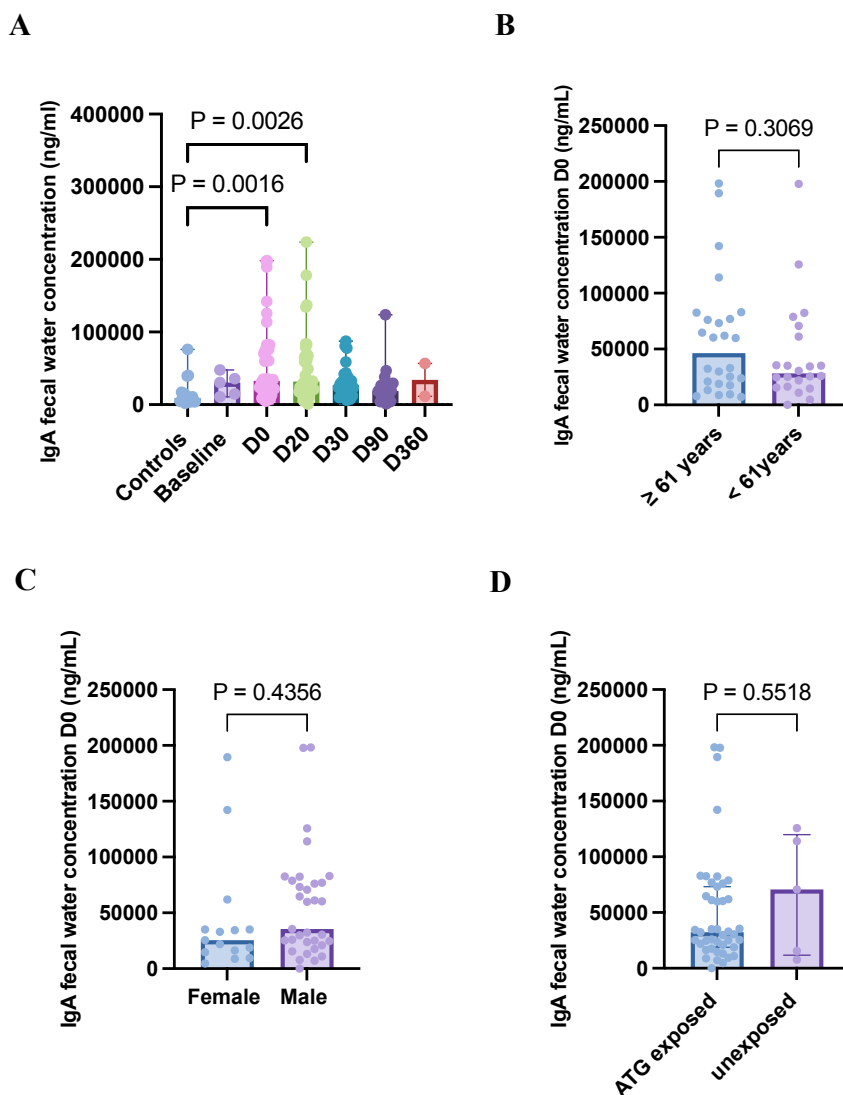 A
IgA fecal water concentration (ng/ml)
400000
300000
200000
100000
0
P = 0.0026
P = 0.0016
Controls
Baseline
D0
D20
D30
D90
D360
B
IgA fecal water concentration D0 (ng/mL)
250000
200000
150000
100000
50000
0
P = 0.3069
≥ 61 years
< 61years
C
IgA fecal water concentration D0 (ng/mL)
250000
200000
150000
100000
50000
0
P = 0.4356
Female
Male
D
IgA fecal water concentration D0 (ng/mL)
250000
200000
150000
100000
50000
0
P = 0.5518
ATG exposed
unexposed